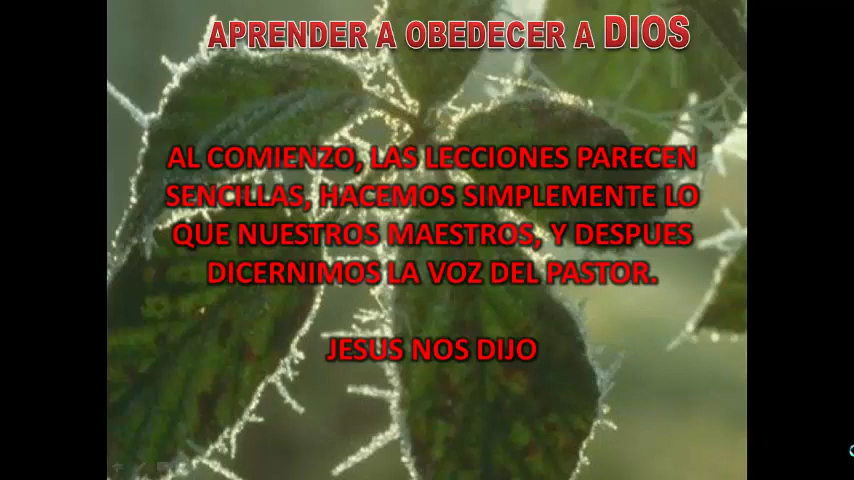 APRENDER A OBEDECER A DIOS
AL COMIENZO, LAS LECCIONES PARECEN
SENCILLAS, HACEMOS SIMPLEMENTE LO
QUE NUESTROS MAESTROS, Y DESPUES
DICERNIMOS LA VOZ DEL PASTOR.
JESUS NOS DIJO